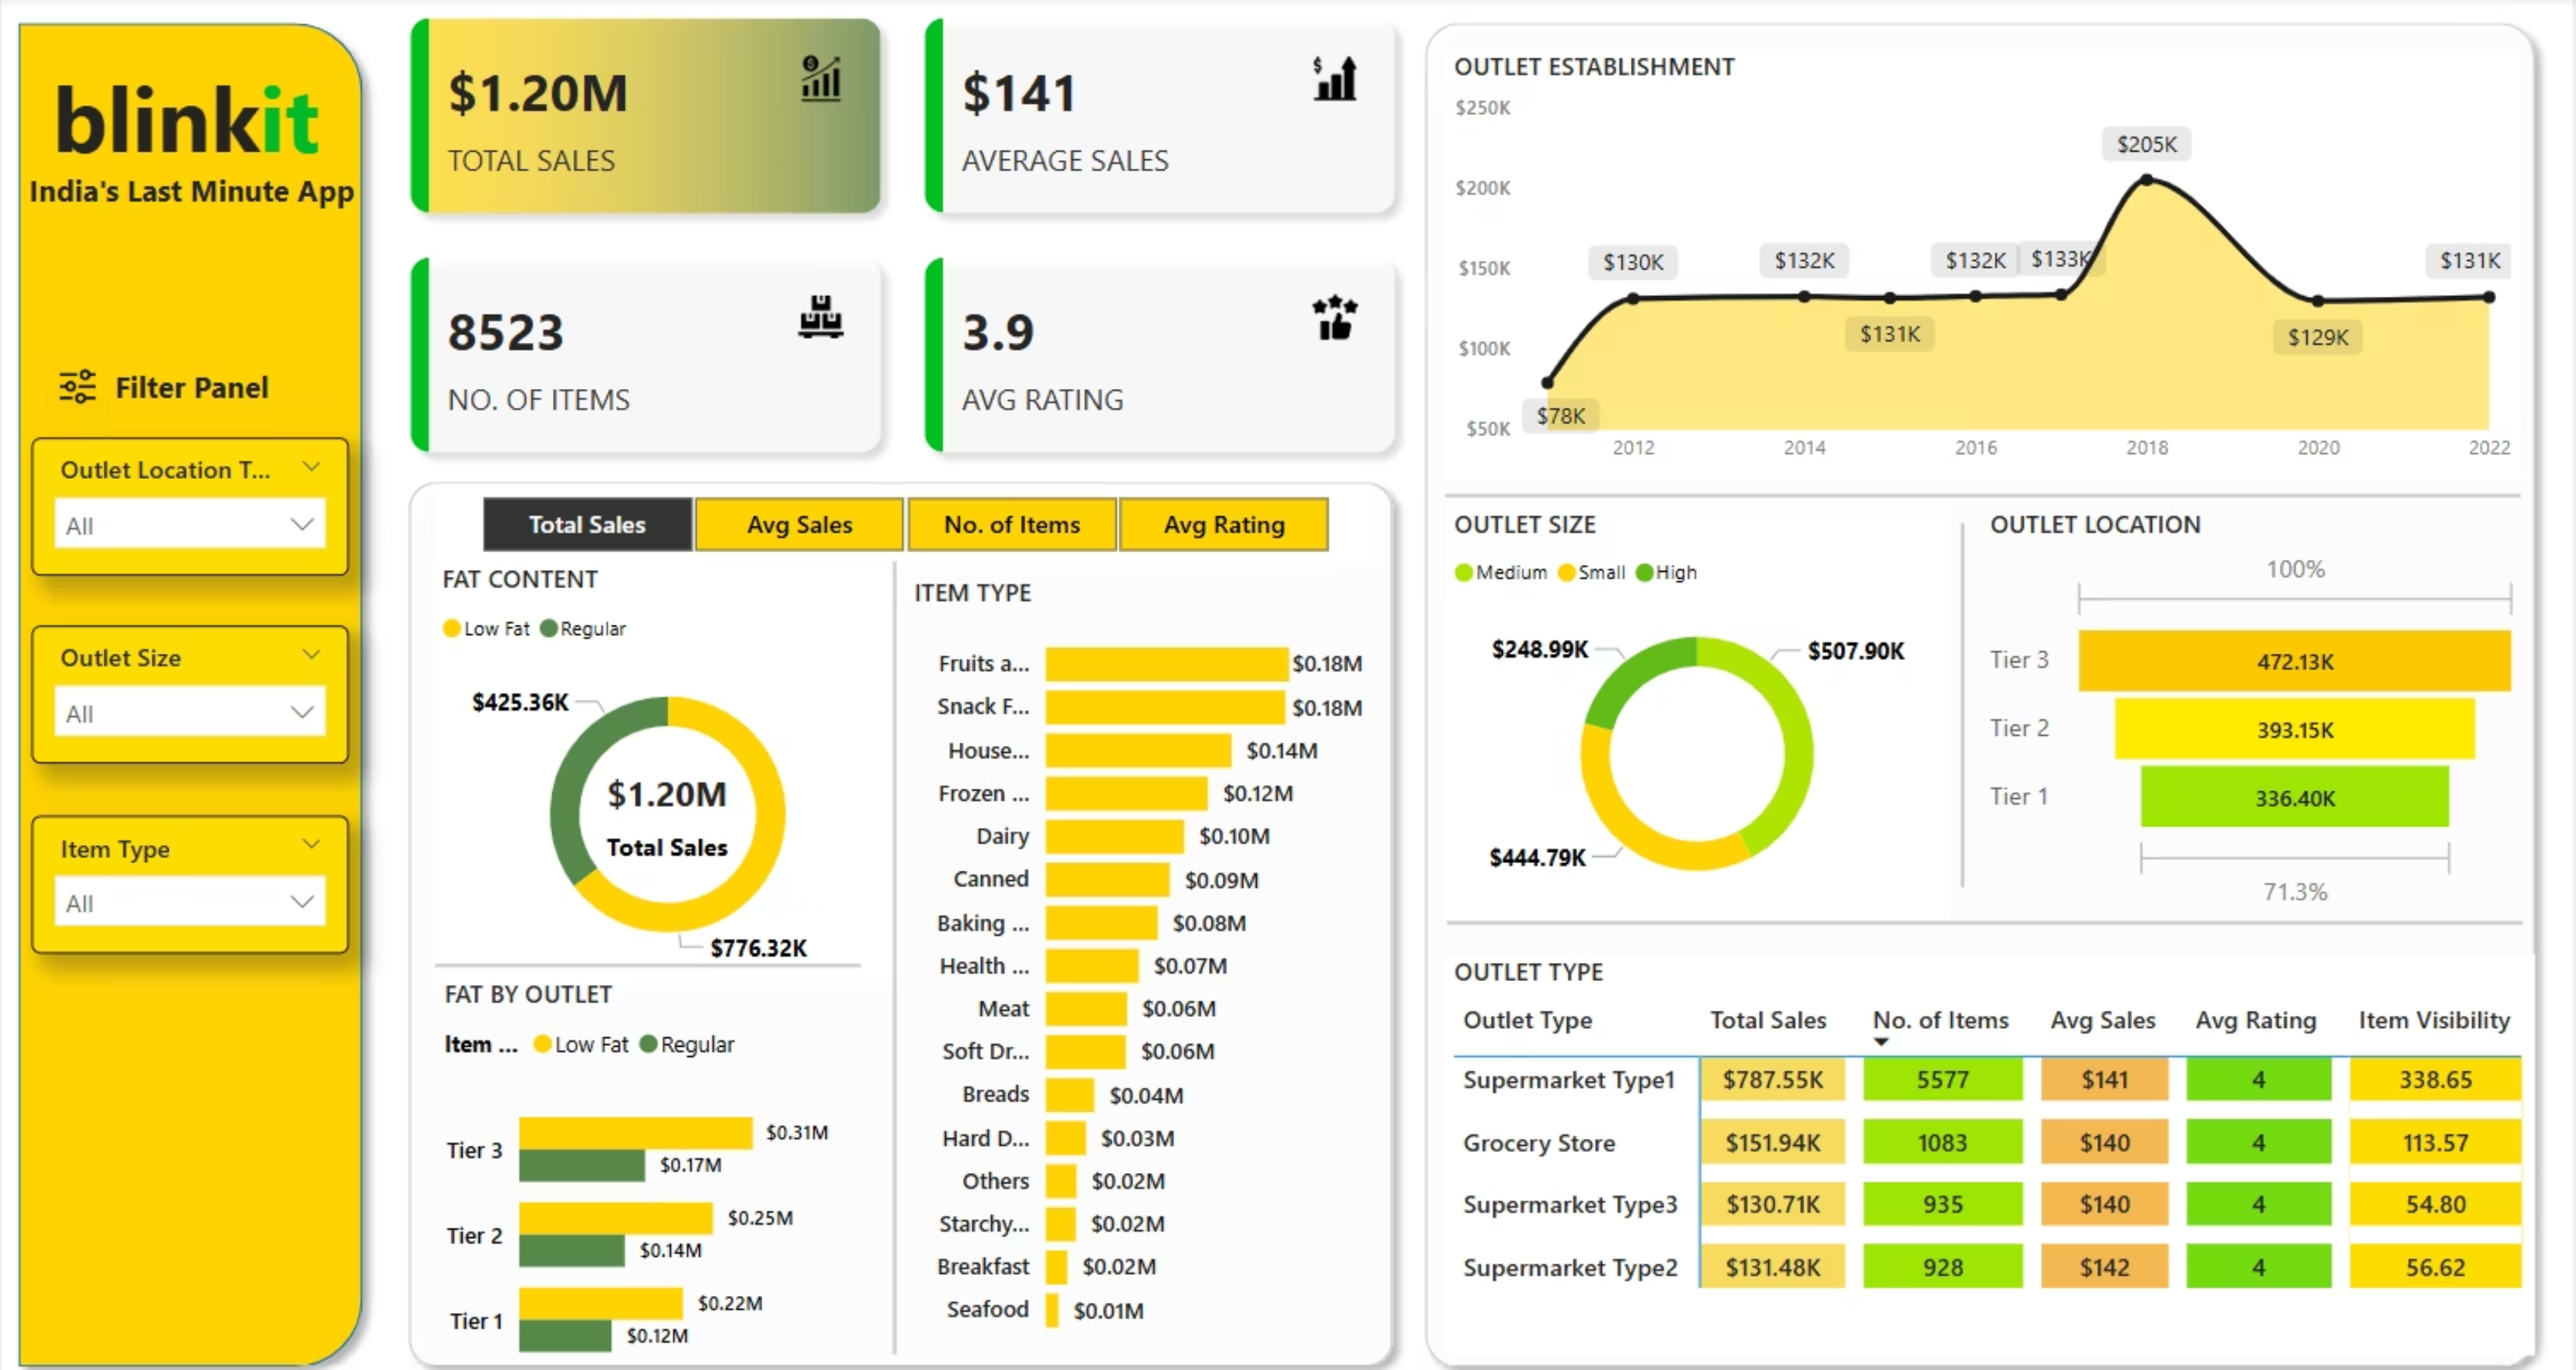 blinkit
India's Last Minute App
Filter Panel
Outlet Location T...
All
Outlet Size
All
Item Type
All
$1.20M
TOTAL SALES
$141
AVERAGE SALES
8523
NO. OF ITEMS
3.9
AVG RATING
Total Sales Avg Sales No. of Items Avg Rating
FAT CONTENT
Low Fat Regular
$425.36K
$1.20M
Total Sales
$776.32K
FAT BY OUTLET
Item ... Low Fat Regular
Tier 3 $0.31M
$0.17M
Tier 2 $0.25M
$0.14M
Tier 1 $0.22M
$0.12M
ITEM TYPE
Fruits a... $0.18M
Snack F... $0.18M
House... $0.14M
Frozen ... $0.12M
Dairy $0.10M
Canned $0.09M
Baking ... $0.08M
Health ... $0.07M
Meat $0.06M
Soft Dr... $0.06M
Breads $0.04M
Hard D... $0.03M
Others $0.02M
Starchy... $0.02M
Breakfast $0.02M
Seafood $0.01M
OUTLET ESTABLISHMENT
$250K
$205K
$200K
$130K $132K $132K $133K $131K
$150K
$131K $129K
$100K
$78K
$50K
2012 2014 2016 2018 2020 2022
OUTLET SIZE
Medium Small High
$248.99K $507.90K
$444.79K
OUTLET LOCATION
100%
Tier 3 472.13K
Tier 2 393.15K
Tier 1 336.40K
71.3%
OUTLET TYPE
Outlet Type Total Sales No. of Items Avg Sales Avg Rating Item Visibility
Supermarket Type1 $787.55K 5577 $141 4 338.65
Grocery Store $151.94K 1083 $140 4 113.57
Supermarket Type3 $130.71K 935 $140 4 54.80
Supermarket Type2 $131.48K 928 $142 4 56.62